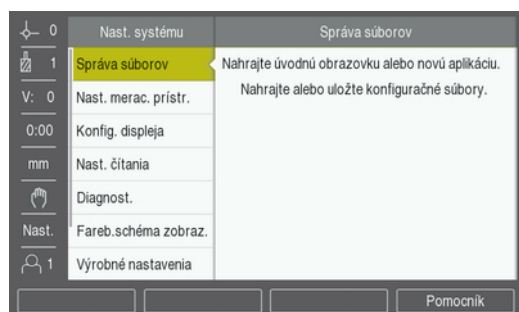 0
1
V: 0
0:00
mm
Nast.
1
Nast. systému
Správa súborov
Nast. merac. prístr.
Konfig. displeja
Nast. čítania
Diagnost.
Fareb.schéma zobraz.
Výrobné nastavenia
Správa súborov
Nahrajte úvodnú obrazovku alebo novú aplikáciu.
Nahrajte alebo uložte konfiguračné súbory.
Pomocník